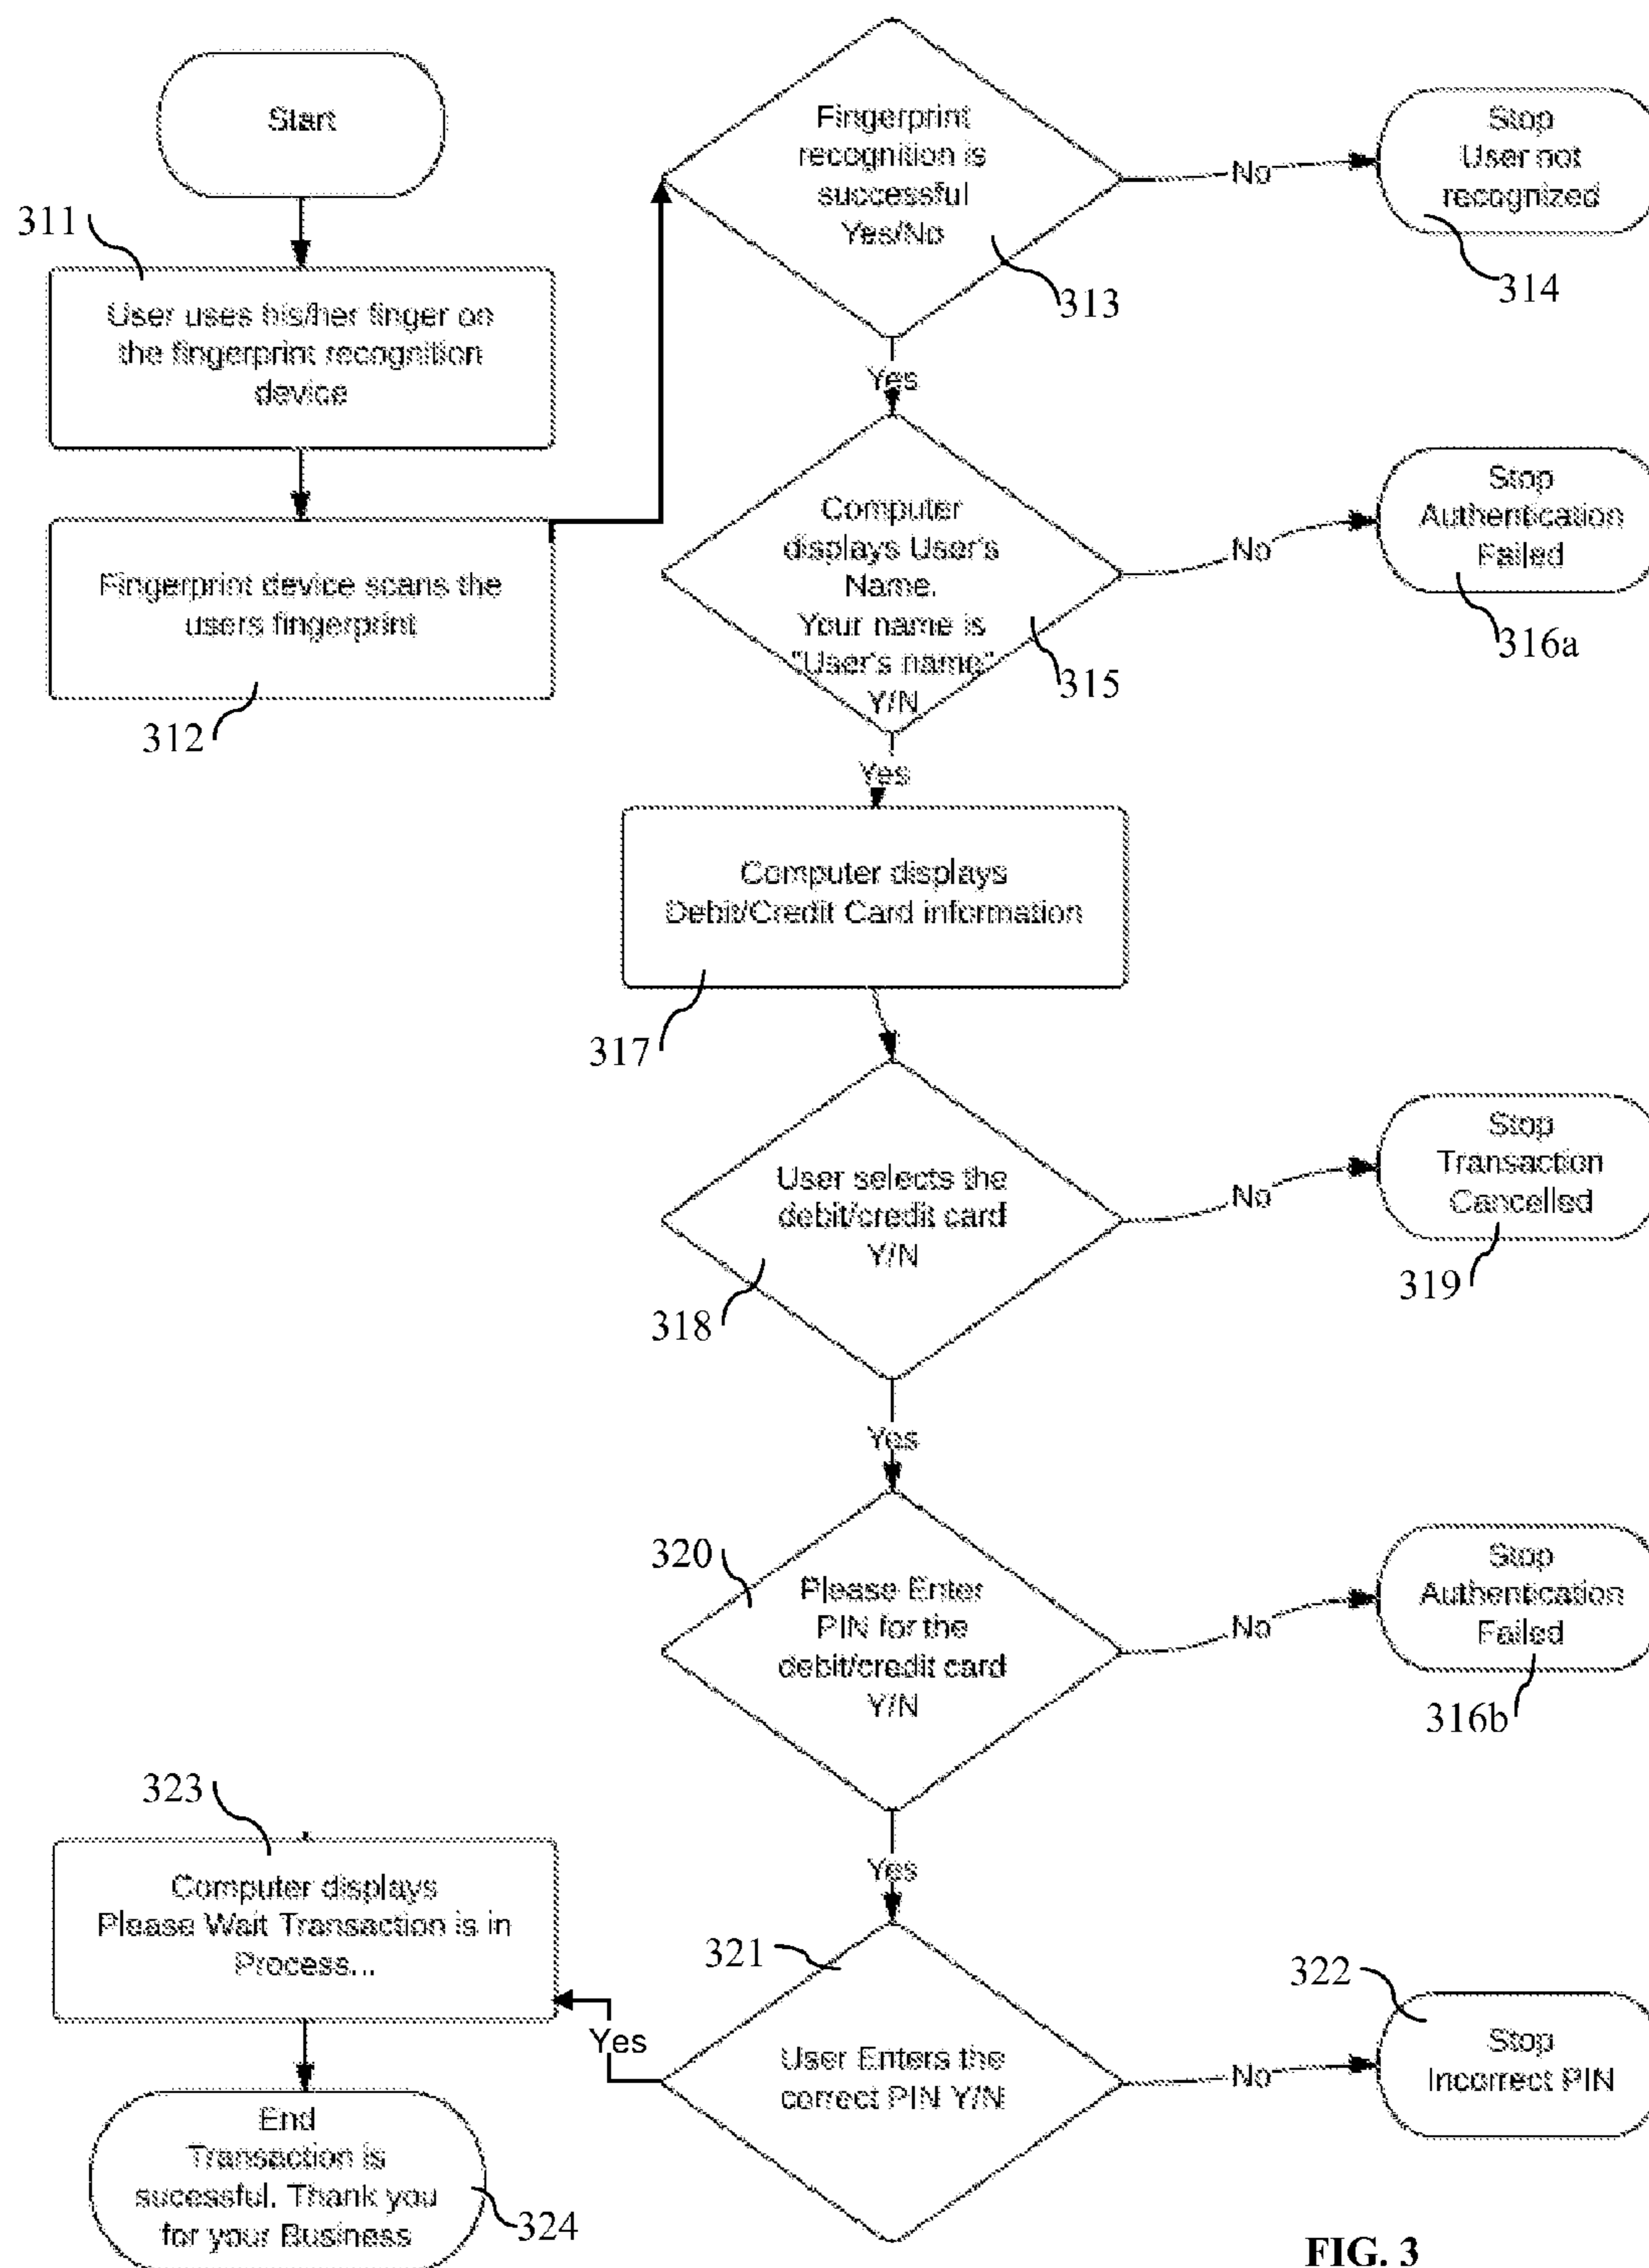 Start
311
User uses his/her finger on
the fingerprint recognition
device
Fingerprint device scans the
users fingerprint
312
Fingerprint
recognition is
successful
Yes/No
313
No
Stop
User not
recognized
314
Yes
Computer
displays User's
Name.
Your name is
"User's name"
Y/N
315
No
Stop
Authentication
Failed
316a
Yes
Computer displays
Debit/Credit Card information
317
User selects the
debit/credit card
Y/N
318
No
Stop
Transaction
Cancelled
319
Yes
320
Please Enter
PIN for the
debit/credit card
Y/N
No
Stop
Authentication
Failed
316b
Yes
321
User Enters the
correct PIN Y/N
No
322
Stop
Incorrect PIN
Yes
323
Computer displays
Please Wait Transaction is in
Process...
End
Transaction is
sucessful. Thank you
for your Business
324
FIG. 3